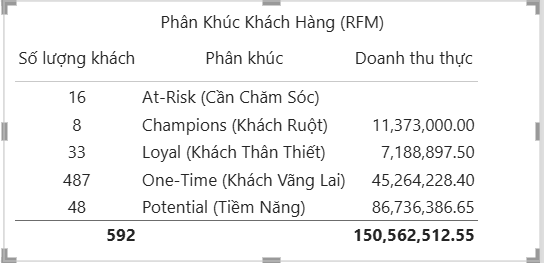 Phân Khúc Khách Hàng (RFM)
Số lượng khách Phân khúc Doanh thu thực
16 At-Risk (Cần Chăm Sóc)
8 Champions (Khách Ruột) 11,373,000.00
33 Loyal (Khách Thân Thiết) 7,188,897.50
487 One-Time (Khách Vãng Lai) 45,264,228.40
48 Potential (Tiềm Năng) 86,736,386.65
592 150,562,512.55